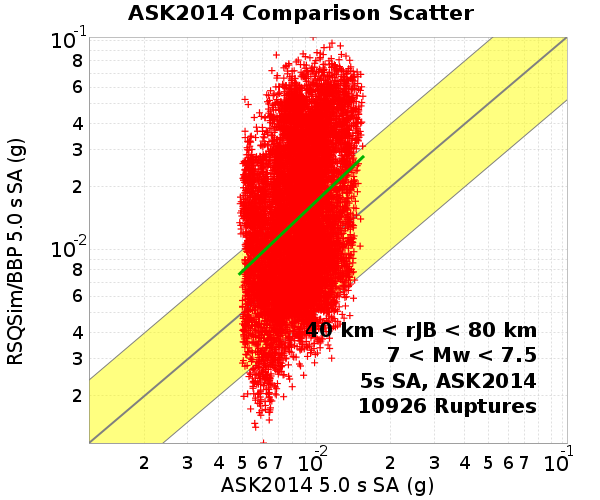 ASK2014 Comparison Scatter
RSQSim/BBP 5.0 s SA (g)
10-1
8
6
4
3
2
10-2
8
6
4
3
2
40 km < rJB < 80 km
7 < Mw < 7.5
5s SA, ASK2014
10926 Ruptures
2 3 4 5 6 7 10-2 2 3 4 5 6 7 10-1
ASK2014 5.0 s SA (g)